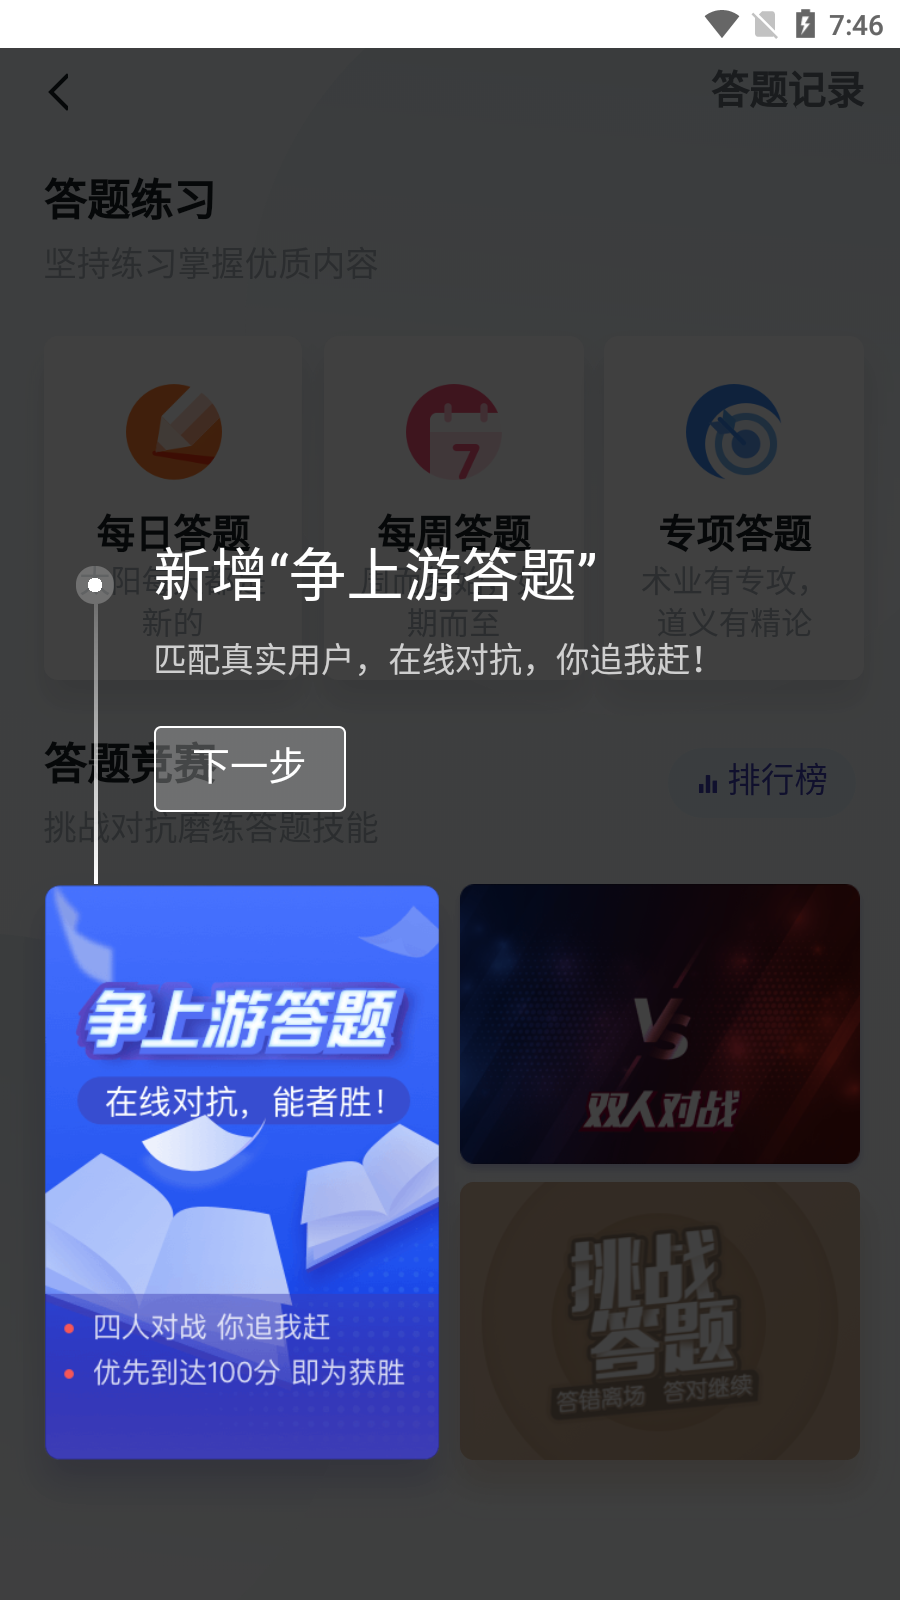 7:46
答题记录
答题练习
坚持练习掌握优质内容
7
每日答题
每周答题
专项答题
新增“争上游答题”
术业有专攻，
新的
期而至
道义有精论
匹配真实用户，在线对抗，你追我赶！
答题竞赛
下一步
排行榜
挑战对抗磨练答题技能
争上游答题
在线对抗，能者胜！
四人对战 你追我赶
优先到达100分 即为获胜
VS
双人对战
挑战
答题
答错离场 答对继续